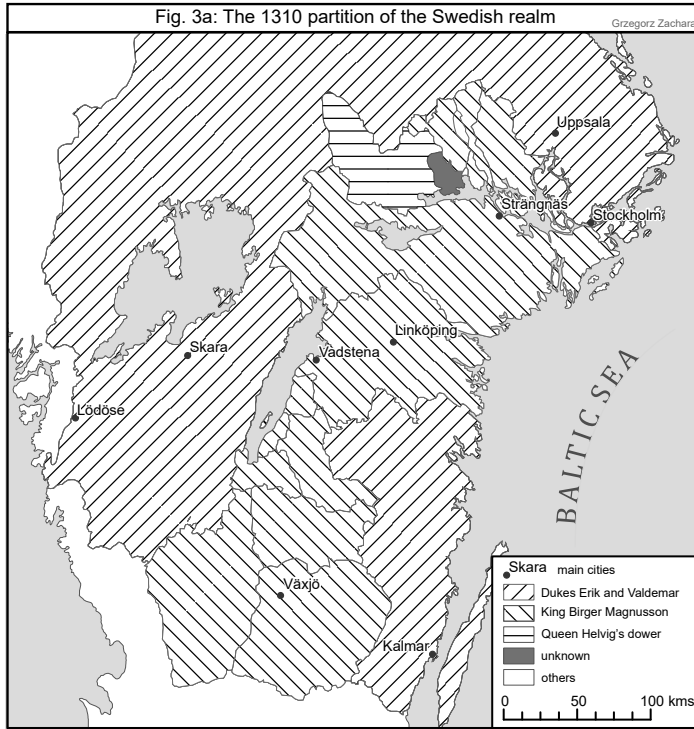 Fig. 3a: The 1310 partition of the Swedish realm
Grzegorz Zachara
Uppsala
Strängnäs
Stockholm
Linköping
Skara
Vadstena
Lödöse
BALTIC SEA
Växjö
Kalmar
Skara main cities
Dukes Erik and Valdemar
King Birger Magnusson
Queen Helvig's dower
unknown
others
0 50 100 kms